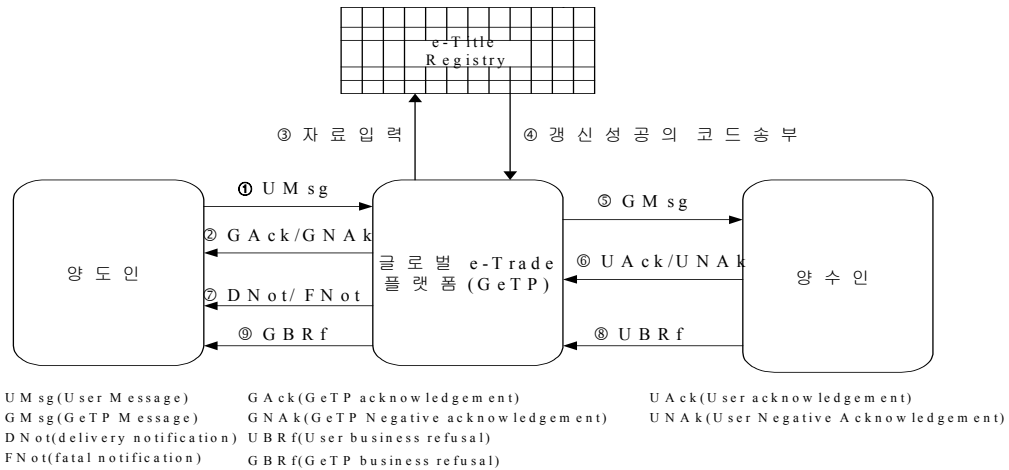 e-Title
Registry
③ 자료입력
④ 갱신성공의 코드송부
① UMsg
⑤ GMsg
② GAck/GNAk
양도인
글로벌 e-Trade
플랫폼(GeTP)
⑥ UAck/UNAk
양수인
⑦ DNot/FNot
⑨ GBRf
⑧ UBRf
UMsg(User Message)
GAck(GeTP acknowledgement)
UAck(User acknowledgement)
GMsg(GeTP Message)
GNAk(GeTP Negative acknowledgement)
UNAk(User Negative Acknowledgement)
DNot(delivery notification)
UBRf(User business refusal)
FNot(fatal notification)
GBRf(GeTP business refusal)